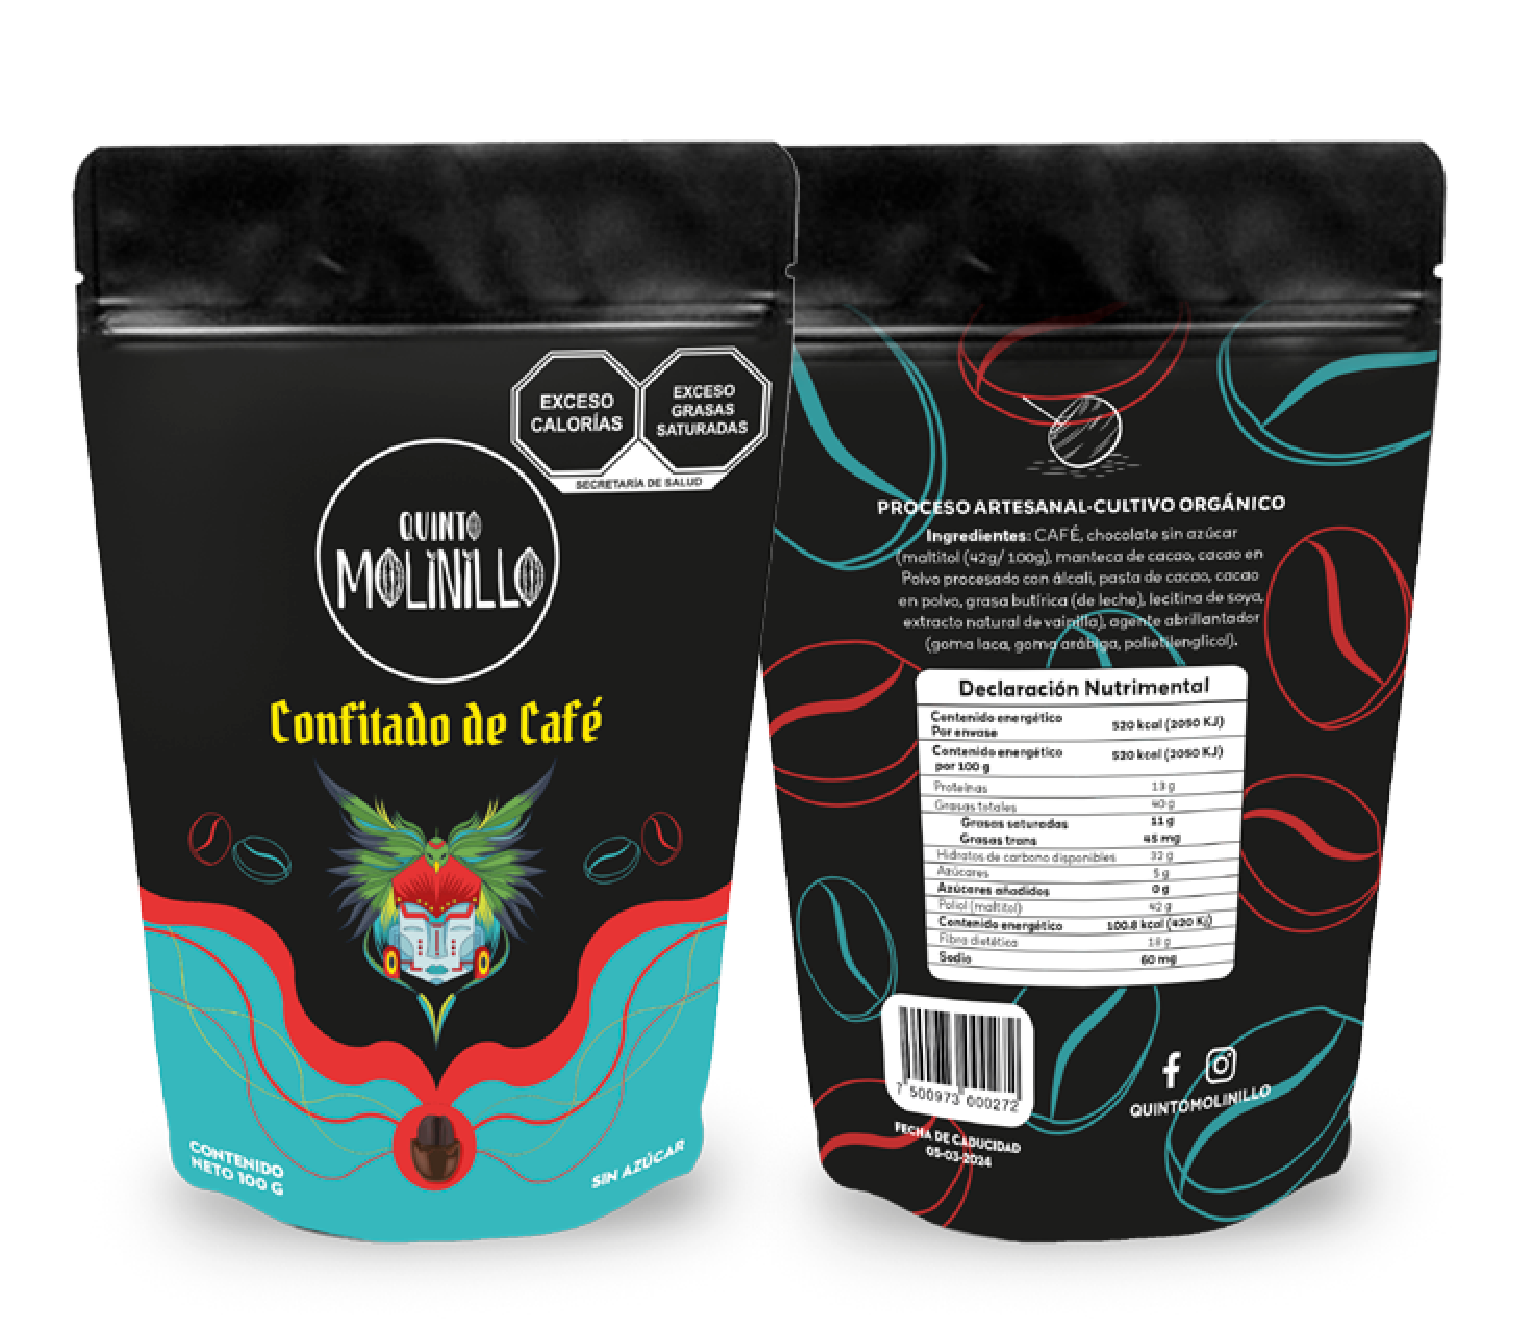 EXCESO
CALORÍAS
EXCESO
GRASAS
SATURADAS
SECRETARÍA DE SALUD
QUINTO
MOLINILLO
Confitado de Café
CONTENIDO
NETO 100 G
SIN AZÚCAR
PROCESO ARTESANAL-CULTIVO ORGÁNICO
Ingredientes: CAFÉ, chocolate sin azúcar
(maltitol (42g/ 100g), manteca de cacao, cacao en
Polvo procesado con álcali, pasta de cacao, cacao
en polvo, grasa butírica (de leche), lecitina de soya,
extracto natural de vainilla), agente abrillantador
(goma laca, goma arábiga, polietilenglicol).
Declaración Nutrimental
Contenido energético
Por envase 520 kcal (2050 KJ)
Contenido energético
por 100 g 520 kcal (2050 KJ)
Proteínas 13 g
Grasas totales 40 g
Grasas saturadas 11 g
Grasas trans 45 mg
Hidratos de carbono disponibles 32 g
Azúcares 5 g
Azúcares añadidos 0 g
Poliol (maltitol) 42 g
Contenido energético 100.8 kcal (420 Kj)
Fibra dietética 18 g
Sodio 60 mg
7 500973 600272
FECHA DE CADUCIDAD
05-03-2024
QUINTOMOLINILLO